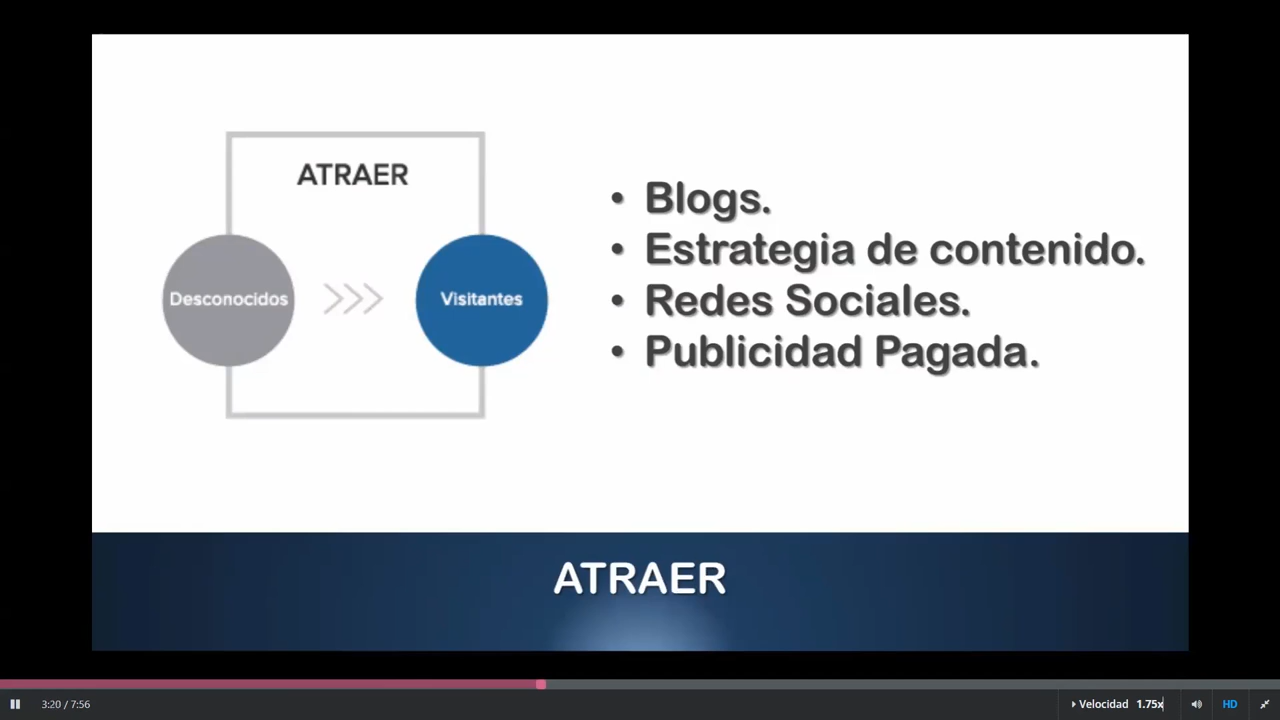 ATRAER
Desconocidos
Visitantes
• Blogs.
• Estrategia de contenido.
• Redes Sociales.
• Publicidad Pagada.
ATRAER
3:20 / 7:56
Velocidad 1.75x
HD